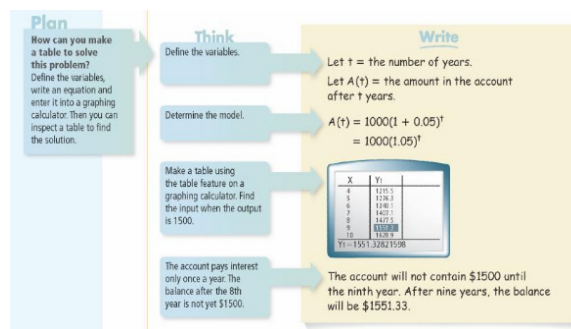 Plan
How can you make
a table to solve
this problem?
Define the variables,
write an equation and
enter it into a graphing
calculator. Then you can
inspect a table to find
the solution.
Think
Define the variables.
Determine the model.
Make a table using
the table feature on a
graphing calculator. Find
the input when the output
is 1500.
The account pays interest
only once a year. The
balance after the 8th
year is not yet $1500.
Write
Let t = the number of years.
Let A(t) = the amount in the account
after t years.
A(t) = 1000(1 + 0.05)ᵗ
= 1000(1.05)ᵗ
X Y₁
4 1215.5
5 1276.3
6 1340.1
7 1407.1
8 1477.5
9 1551.3
10 1628.9
Y₁=1551.32821598
The account will not contain $1500 until
the ninth year. After nine years, the balance
will be $1551.33.